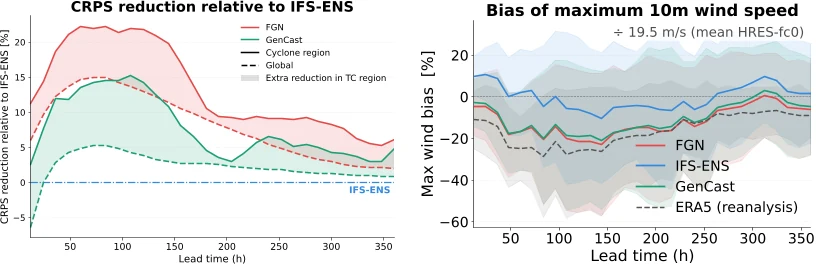 CRPS reduction relative to IFS-ENS
CRPS reduction relative to IFS-ENS [%]
20
15
10
5
0
−5
FGN
GenCast
Cyclone region
Global
Extra reduction in TC region
IFS-ENS
50
100
150
200
250
300
350
Lead time (h)
Bias of maximum 10m wind speed
÷ 19.5 m/s (mean HRES-fc0)
Max wind bias [%]
20
0
−20
−40
−60
FGN
IFS-ENS
GenCast
ERA5 (reanalysis)
50
100
150
200
250
300
350
Lead time (h)